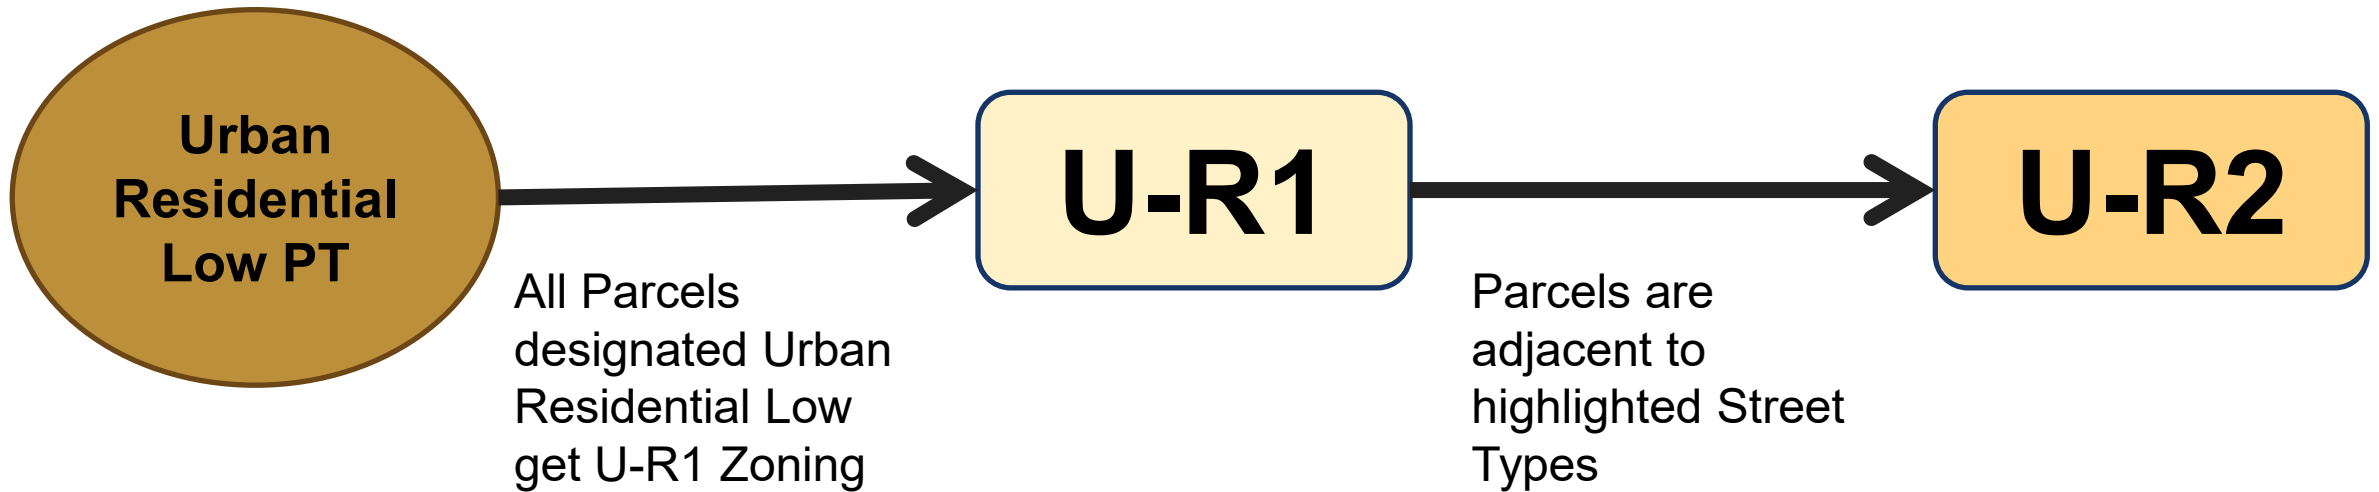 Urban
Residential
Low PT
All Parcels
designated Urban
Residential Low
get U-R1 Zoning
U-R1
Parcels are
adjacent to
highlighted Street
Types
U-R2